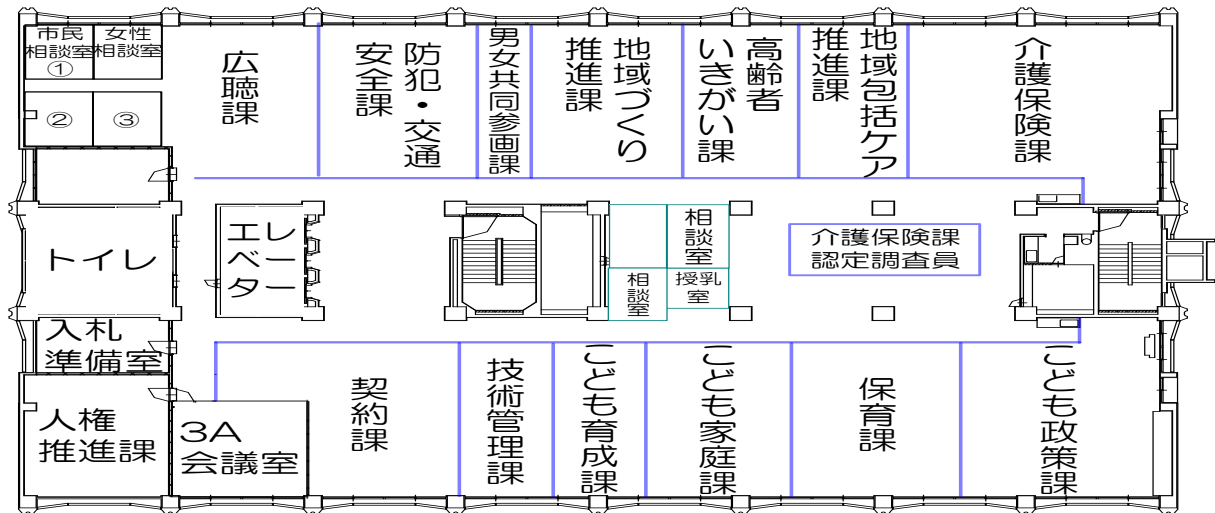 市民
相談室
①
女性
相談室
②
③
広聴課
防犯・交通
安全課
男女共同参画課
地域づくり
推進課
高齢者
いきがい課
地域包括ケア
推進課
介護保険課
トイレ
エレ
ベー
ター
相談室
相談室
授乳
室
介護保険課
認定調査員
入札
準備室
人権
推進課
3A
会議室
契約課
技術管理課
こども育成課
こども家庭課
保育課
こども政策課